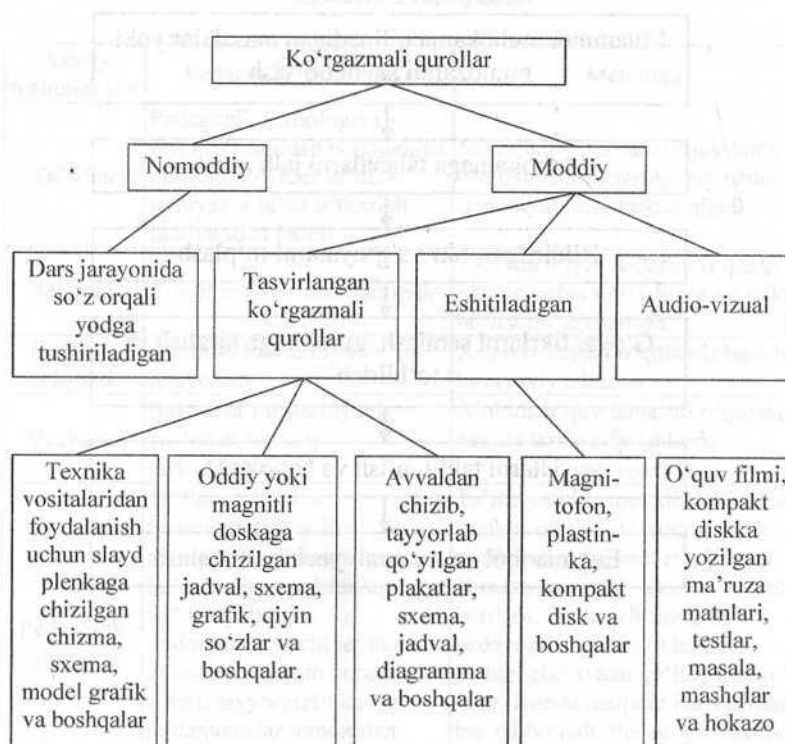 Ko‘rgazmali qurollar
Nomoddiy
Moddiy
Dars jarayonida
so‘z orqali
yodga
tushiriladigan
Tasvirlangan
ko‘rgazmali
qurollar
Eshitiladigan
Audio-vizual
Texnika
vositalaridan
foydalanish
uchun slayd
plenkaga
chizilgan
chizma,
sxema,
model grafik
va boshqalar
Oddiy yoki
magnitli
doskaga
chizilgan
jadval, sxema,
grafik, qiyin
so‘zlar va
boshqalar.
Avvaldan
chizib,
tayyorlab
qo‘yilgan
plakatlar,
sxema,
jadval,
diagramma
va boshqalar
Magni-
tofon,
plastin-
ka,
kompakt
disk va
boshqalar
O‘quv filmi,
kompakt
diskka
yozilgan
ma’ruza
matnlari,
testlar,
masala,
mashqlar
va hokazo